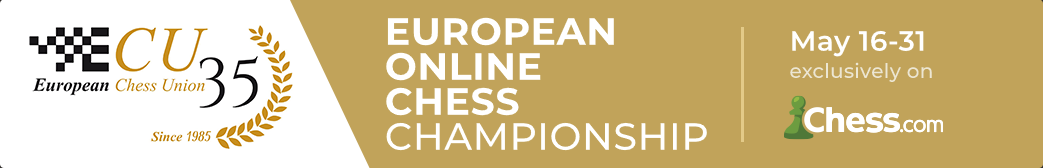 ECU
35
European Chess Union
Since 1985
EUROPEAN
ONLINE
CHESS
CHAMPIONSHIP
May 16-31
exclusively on
Chess.com